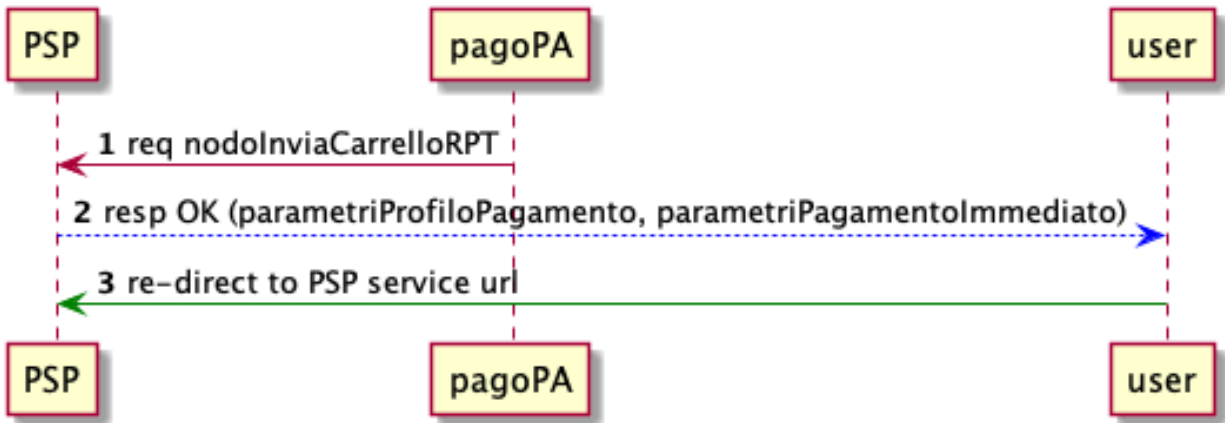 PSP pagoPA user
1 req nodoInviaCarrelloRPT
2 resp OK (parametriProfiloPagamento, parametriPagamentoImmediato)
3 re-direct to PSP service url
PSP pagoPA user